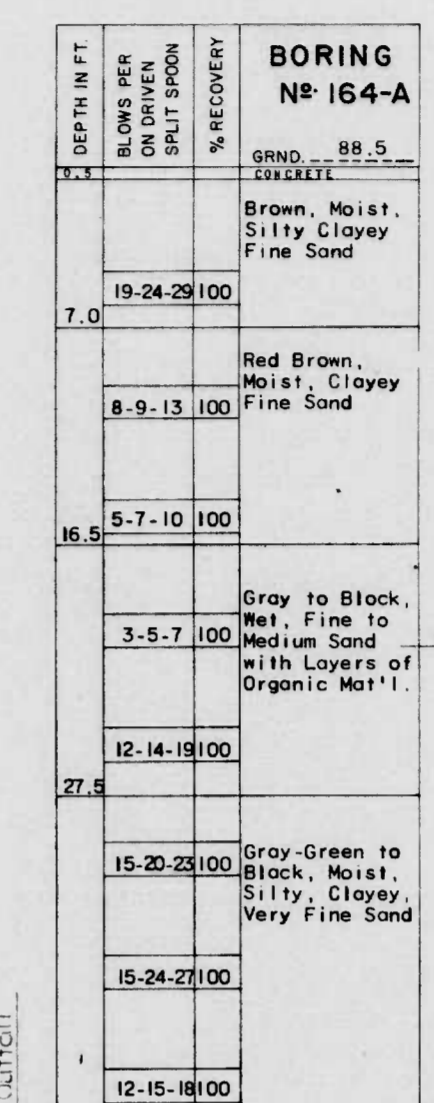 DEPTH IN FT.
BLOWS PER
ON DRIVEN
SPLIT SPOON
% RECOVERY
BORING
Nº 164-A
GRND. 88.5
0.5 CONCRETE
Brown, Moist,
Silty Clayey
Fine Sand
19-24-29 100
7.0
Red Brown,
Moist, Clayey
Fine Sand
8-9-13 100
5-7-10 100
16.5
Gray to Block,
Wet, Fine to
Medium Sand
with Layers of
Organic Mat'l.
3-5-7 100
12-14-19 100
27.5
Gray-Green to
Black, Moist,
Silty, Clayey,
Very Fine Sand
15-20-23 100
15-24-27 100
12-15-18 100